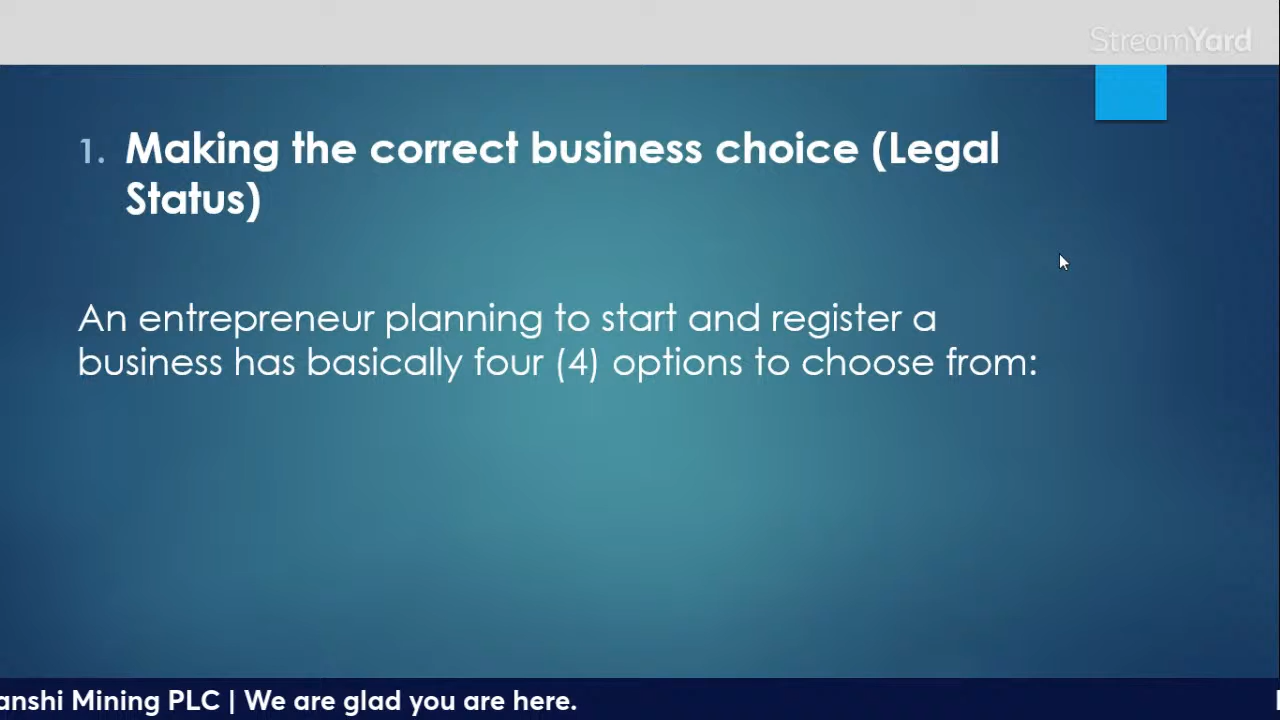 StreamYard
1. Making the correct business choice (Legal
Status)
An entrepreneur planning to start and register a
business has basically four (4) options to choose from:
anshi Mining PLC | We are glad you are here.